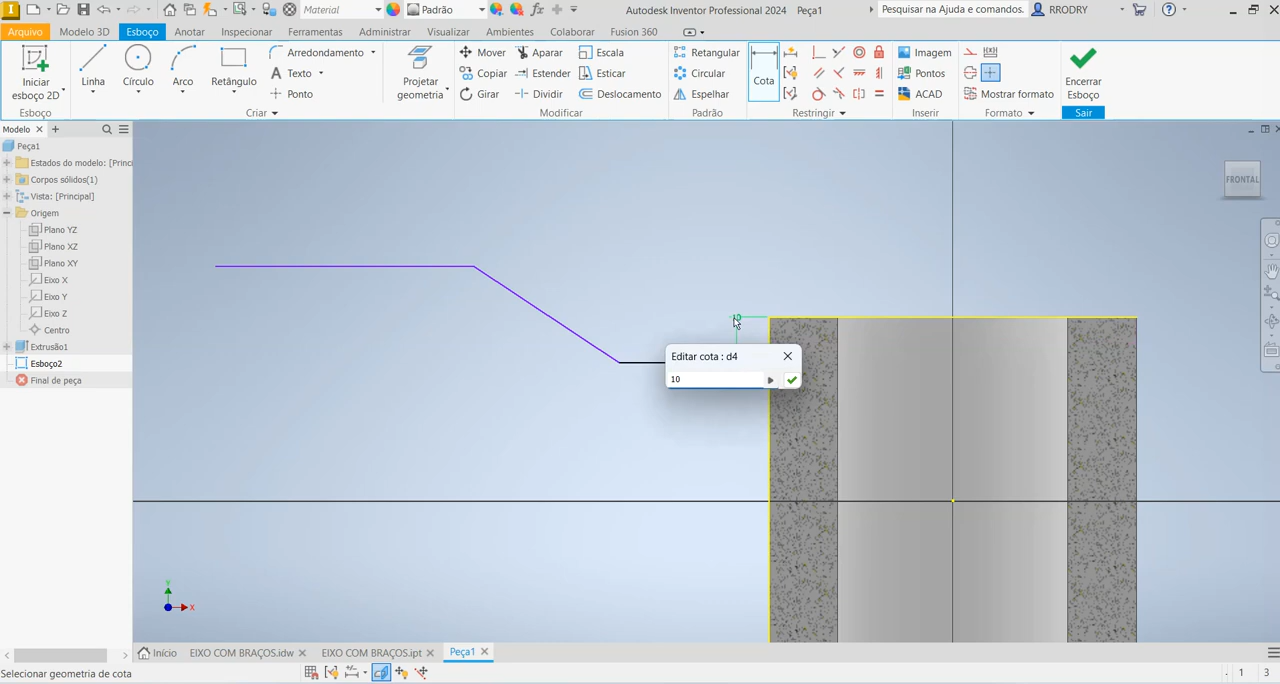 Material
Padrão
Autodesk Inventor Professional 2024 Peça1
Pesquisar na Ajuda e comandos.
RRODRY
Arquivo Modelo 3D Esboço Anotar Inspecionar Ferramentas Administrar Visualizar Ambientes Colaborar Fusion 360
Iniciar
esboço 2D
Esboço
Linha
Círculo
Arco
Retângulo
Arredondamento
Texto
Ponto
Criar
Projetar
geometria
Mover
Copiar
Girar
Aparar
Estender
Dividir
Escala
Esticar
Deslocamento
Modificar
Retangular
Circular
Espelhar
Padrão
Cota
Restringir
Imagem
Pontos
ACAD
Inserir
Mostrar formato
Formato
Encerrar
Esboço
Sair
Modelo
Peça1
Estados do modelo: [Princ
Corpos sólidos(1)
Vista: [Principal]
Origem
Plano YZ
Plano XZ
Plano XY
Eixo X
Eixo Y
Eixo Z
Centro
Extrusão1
Esboço2
Final de peça
FRONTAL
10
Editar cota : d4
10
Y
X
Início EIXO COM BRAÇOS.idw EIXO COM BRAÇOS.ipt Peça1
Selecionar geometria de cota
1 3